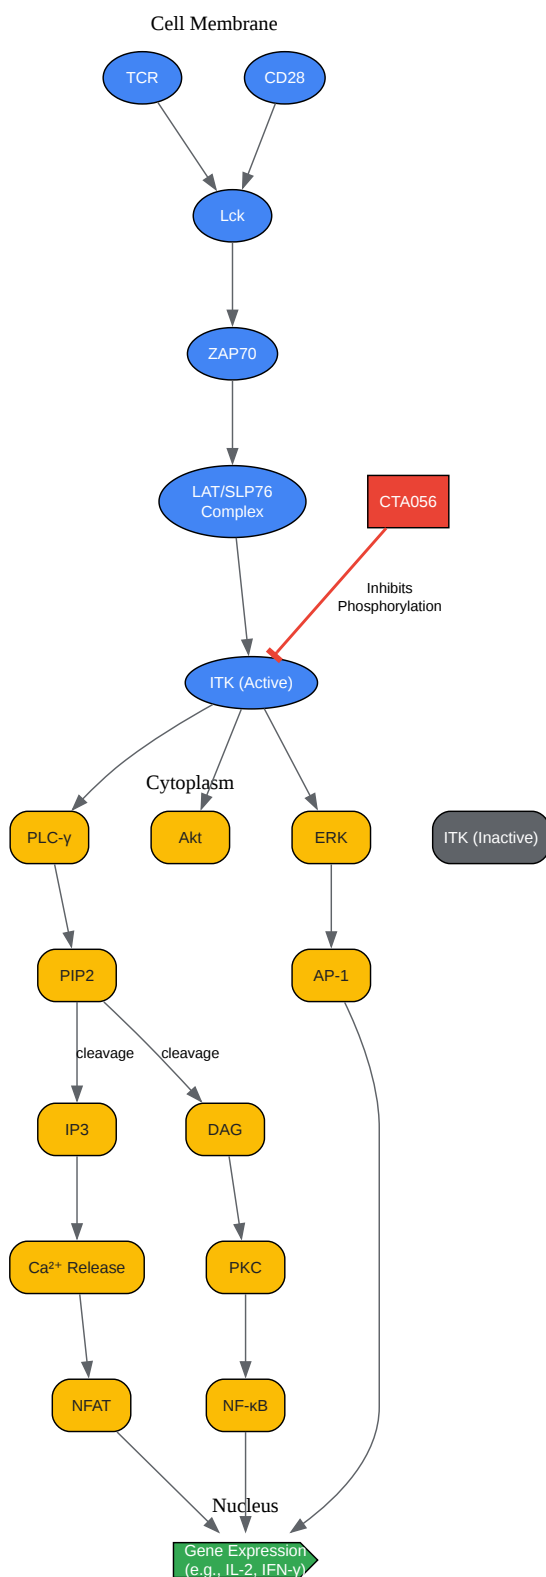 Cell Membrane
TCR
CD28
Lck
ZAP70
LAT/SLP76
Complex
CTA056
Inhibits
Phosphorylation
ITK (Active)
Cytoplasm
PLC-γ
Akt
ERK
ITK (Inactive)
PIP2
AP-1
cleavage
cleavage
IP3
DAG
Ca²⁺ Release
PKC
NFAT
NF-κB
Nucleus
Gene Expression
(e.g., IL-2, IFN-γ)